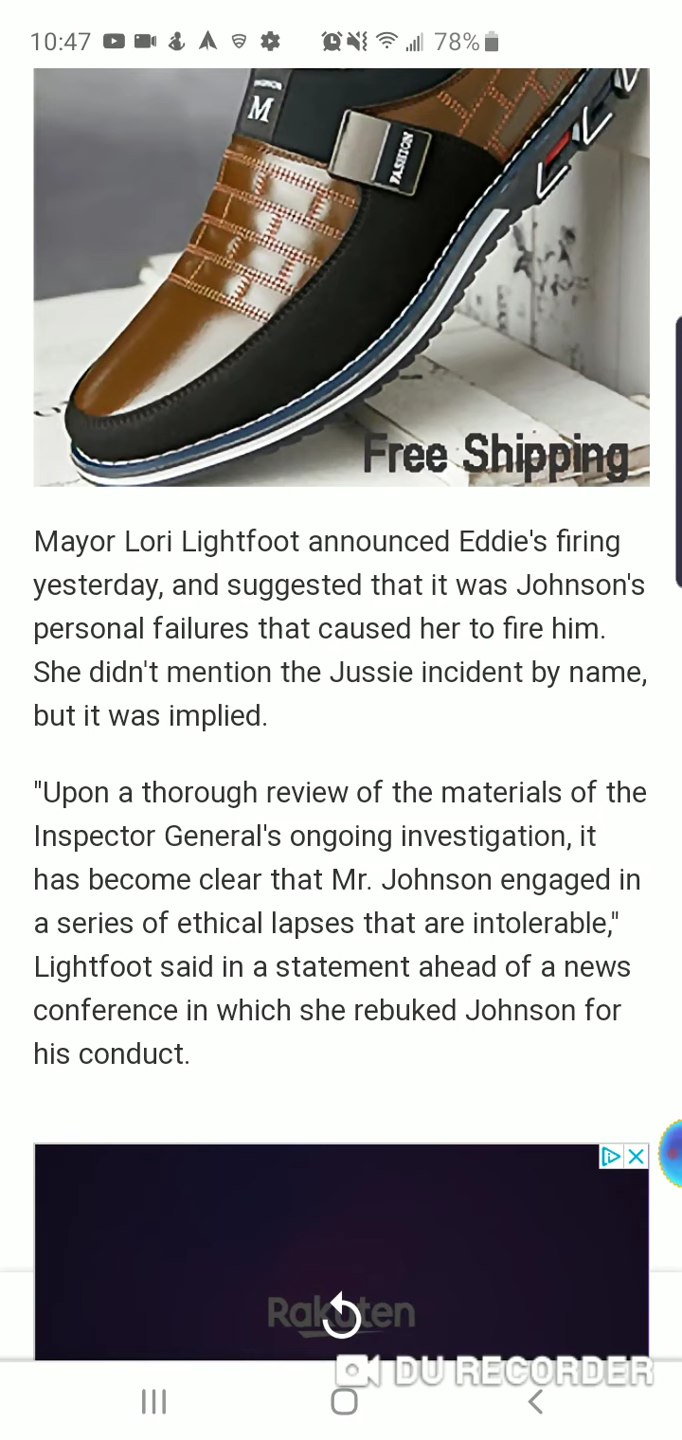 10:47
78%
FASHION
M
FASHION
Free Shipping
Mayor Lori Lightfoot announced Eddie's firing
yesterday, and suggested that it was Johnson's
personal failures that caused her to fire him.
She didn't mention the Jussie incident by name,
but it was implied.
"Upon a thorough review of the materials of the
Inspector General's ongoing investigation, it
has become clear that Mr. Johnson engaged in
a series of ethical lapses that are intolerable,"
Lightfoot said in a statement ahead of a news
conference in which she rebuked Johnson for
his conduct.
Rakuten
DU RECORDER